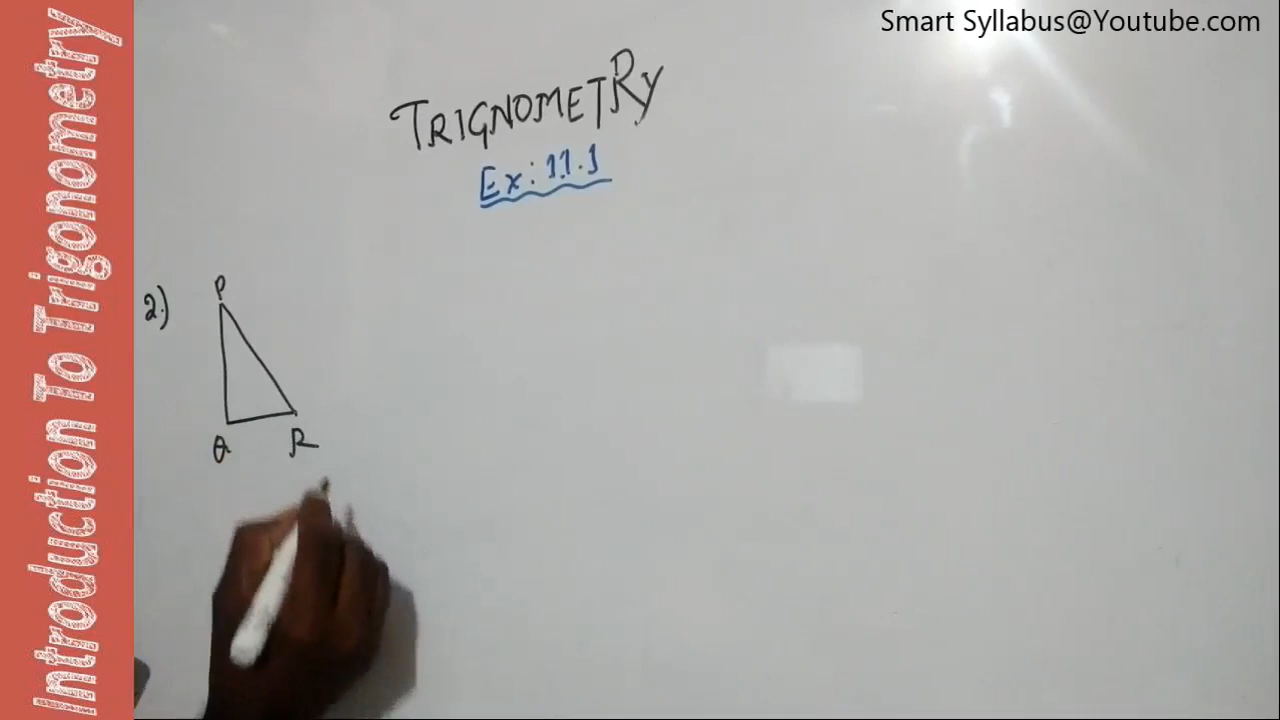 Smart Syllabus@Youtube.com
Introduction To Trigonometry
TRIGNOMETRY
Ex: 11.1
2.)
P
Q
R